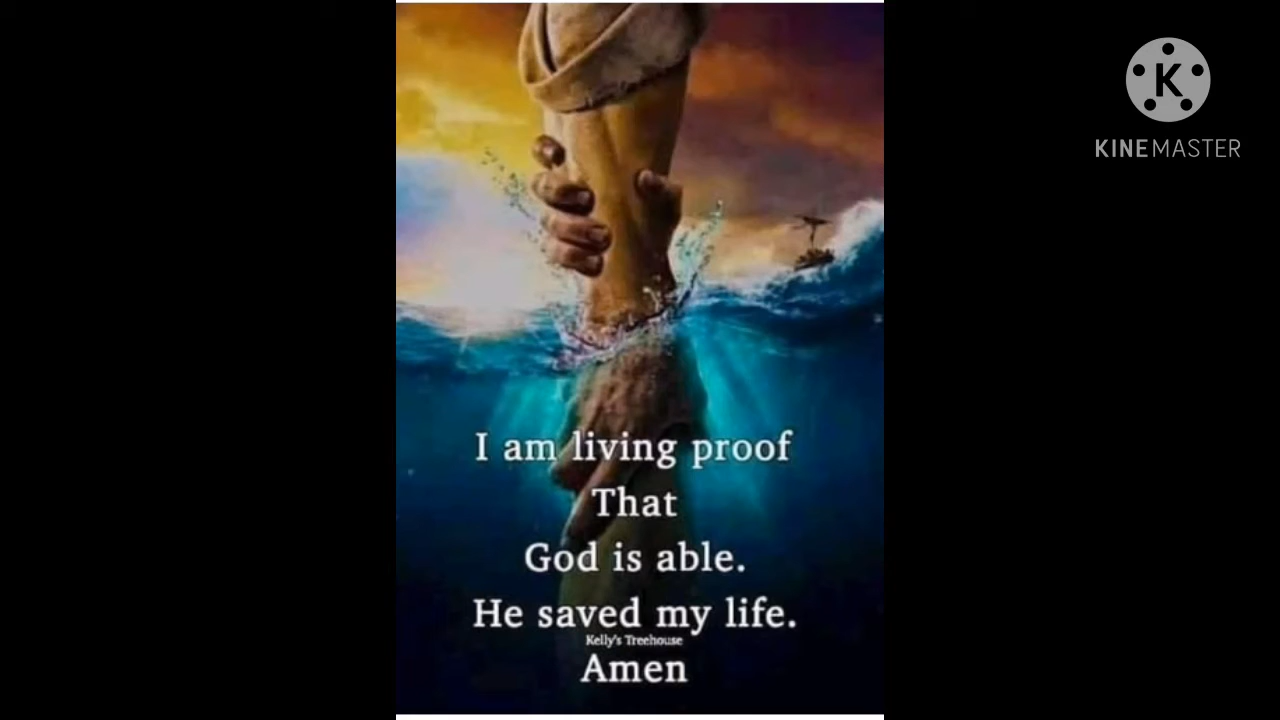 K
KINEMASTER
I am living proof
That
God is able.
He saved my life.
Kelly's Treehouse
Amen